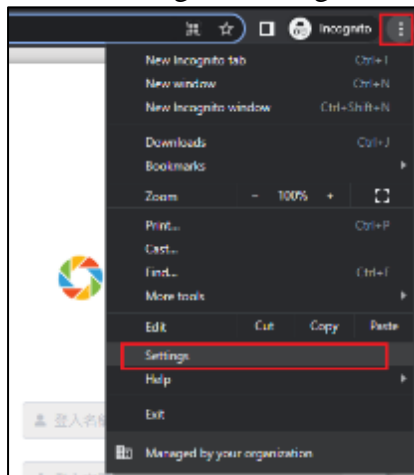 Incognito
New Incognito tab Ctrl+T
New window Ctrl+N
New Incognito window Ctrl+Shift+N
Downloads Ctrl+J
Bookmarks
Zoom - 100% +
Print... Ctrl+P
Cast...
Find... Ctrl+F
More tools
Edit Cut Copy Paste
Settings
Help
Exit
Managed by your organization
登入名稱